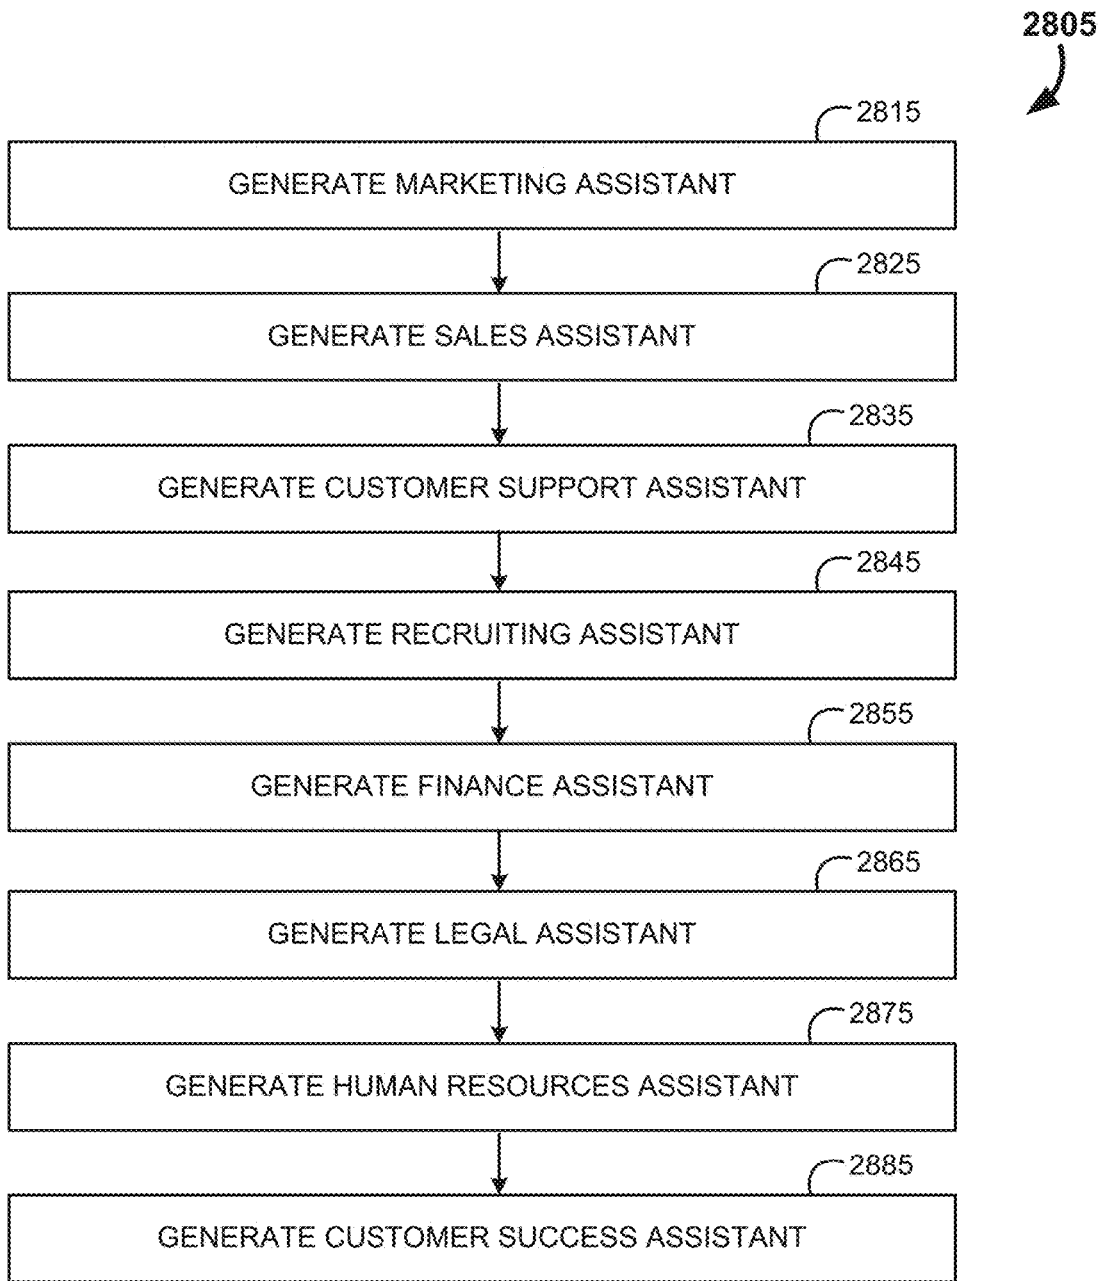 2805
2815
GENERATE MARKETING ASSISTANT
2825
GENERATE SALES ASSISTANT
2835
GENERATE CUSTOMER SUPPORT ASSISTANT
2845
GENERATE RECRUITING ASSISTANT
2855
GENERATE FINANCE ASSISTANT
2865
GENERATE LEGAL ASSISTANT
2875
GENERATE HUMAN RESOURCES ASSISTANT
2885
GENERATE CUSTOMER SUCCESS ASSISTANT